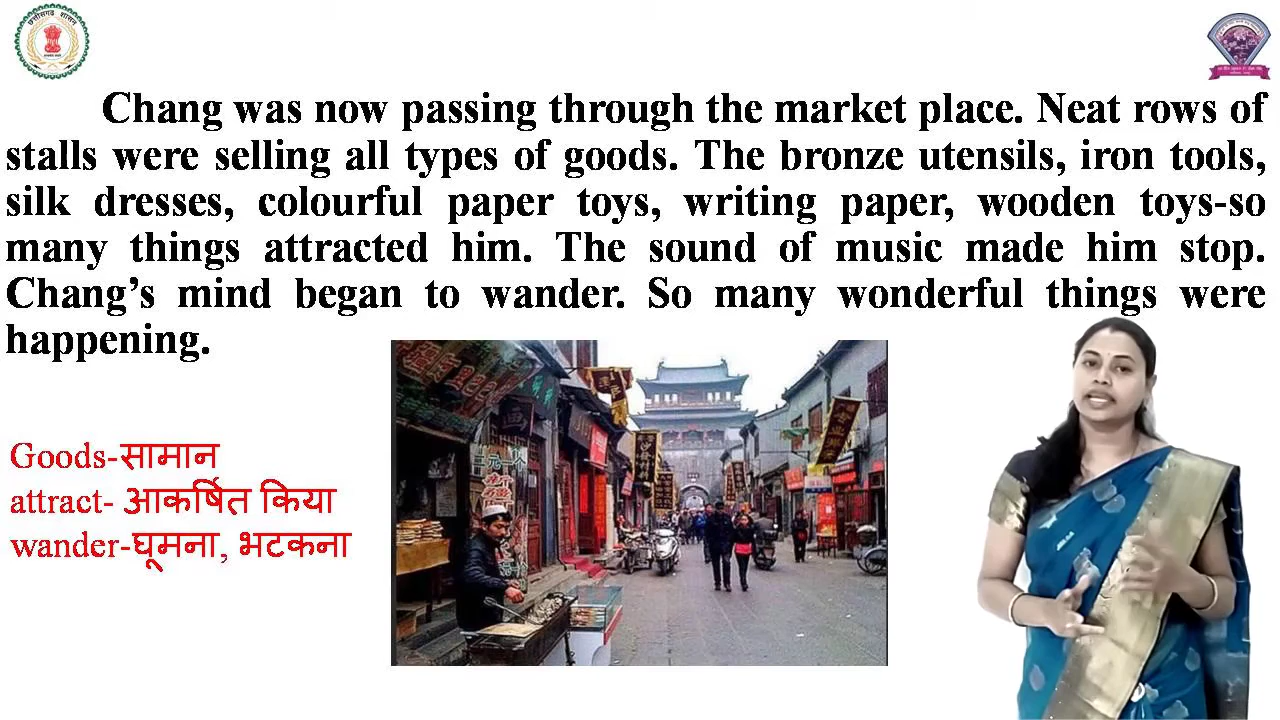 छत्तीसगढ़ शासन
Chang was now passing through the market place. Neat rows of
stalls were selling all types of goods. The bronze utensils, iron tools,
silk dresses, colourful paper toys, writing paper, wooden toys-so
many things attracted him. The sound of music made him stop.
Chang’s mind began to wander. So many wonderful things were
happening.
Goods-सामान
attract- आकर्षित किया
wander-घूमना, भटकना